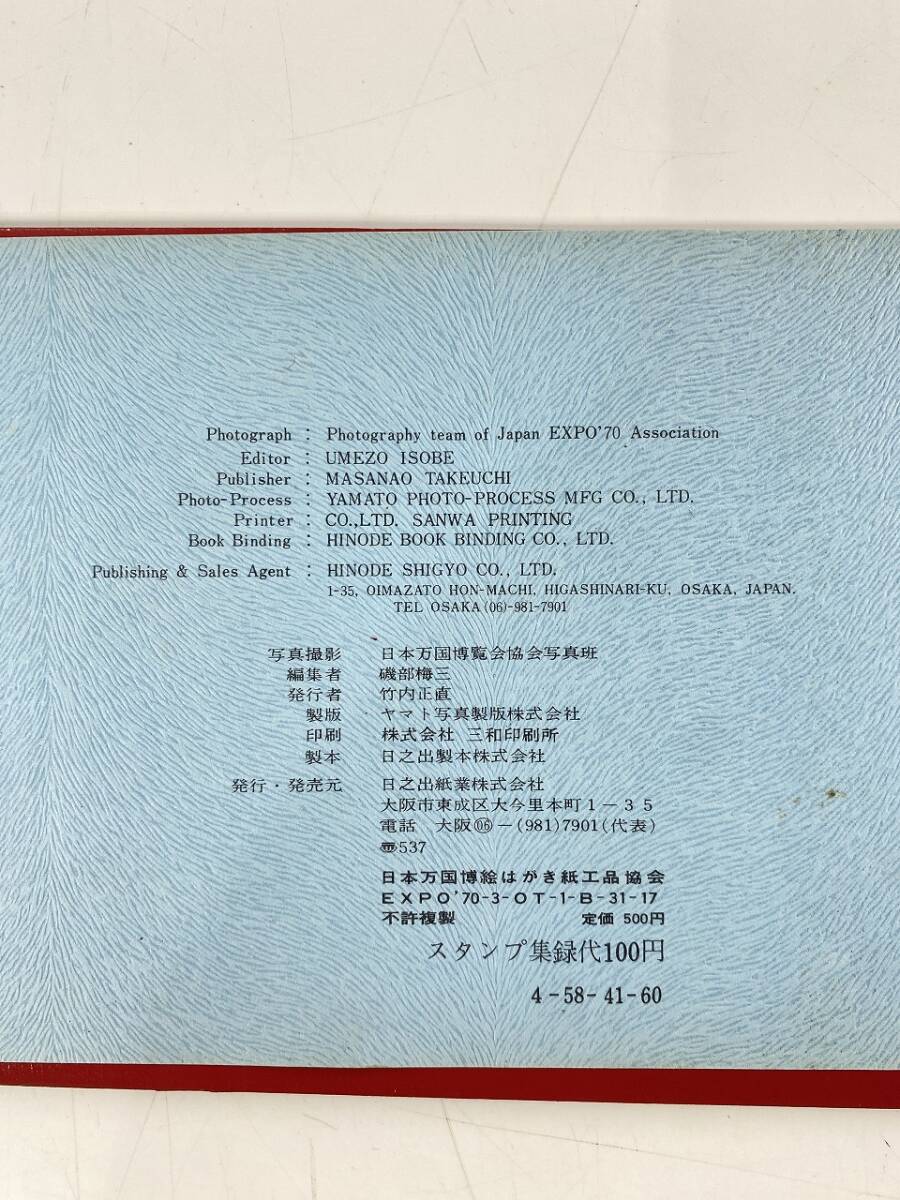 Photograph : Photography team of Japan EXPO'70 Association
Editor : UMEZO ISOBE
Publisher : MASANAO TAKEUCHI
Photo-Process : YAMATO PHOTO-PROCESS MFG CO., LTD.
Printer : CO.,LTD. SANWA PRINTING
Book Binding : HINODE BOOK BINDING CO., LTD.
Publishing & Sales Agent : HINODE SHIGYO CO., LTD.
1-35, OIMAZATO HON-MACHI, HIGASHINARI-KU, OSAKA, JAPAN.
TEL OSAKA (06)-981-7901
写真撮影 日本万国博覧会協会写真班
編集者 磯部梅三
発行者 竹内正直
製版 ヤマト写真製版株式会社
印刷 株式会社 三和印刷所
製本 日之出製本株式会社
発行・発売元 日之出紙業株式会社
大阪市東成区大今里本町1-35
電話 大阪06-(981)7901(代表)
〠537
日本万国博絵はがき紙工品協会
EXPO'70-3-OT-1-B-31-17
不許複製 定価 500円
スタンプ集録代100円
4-58-41-60